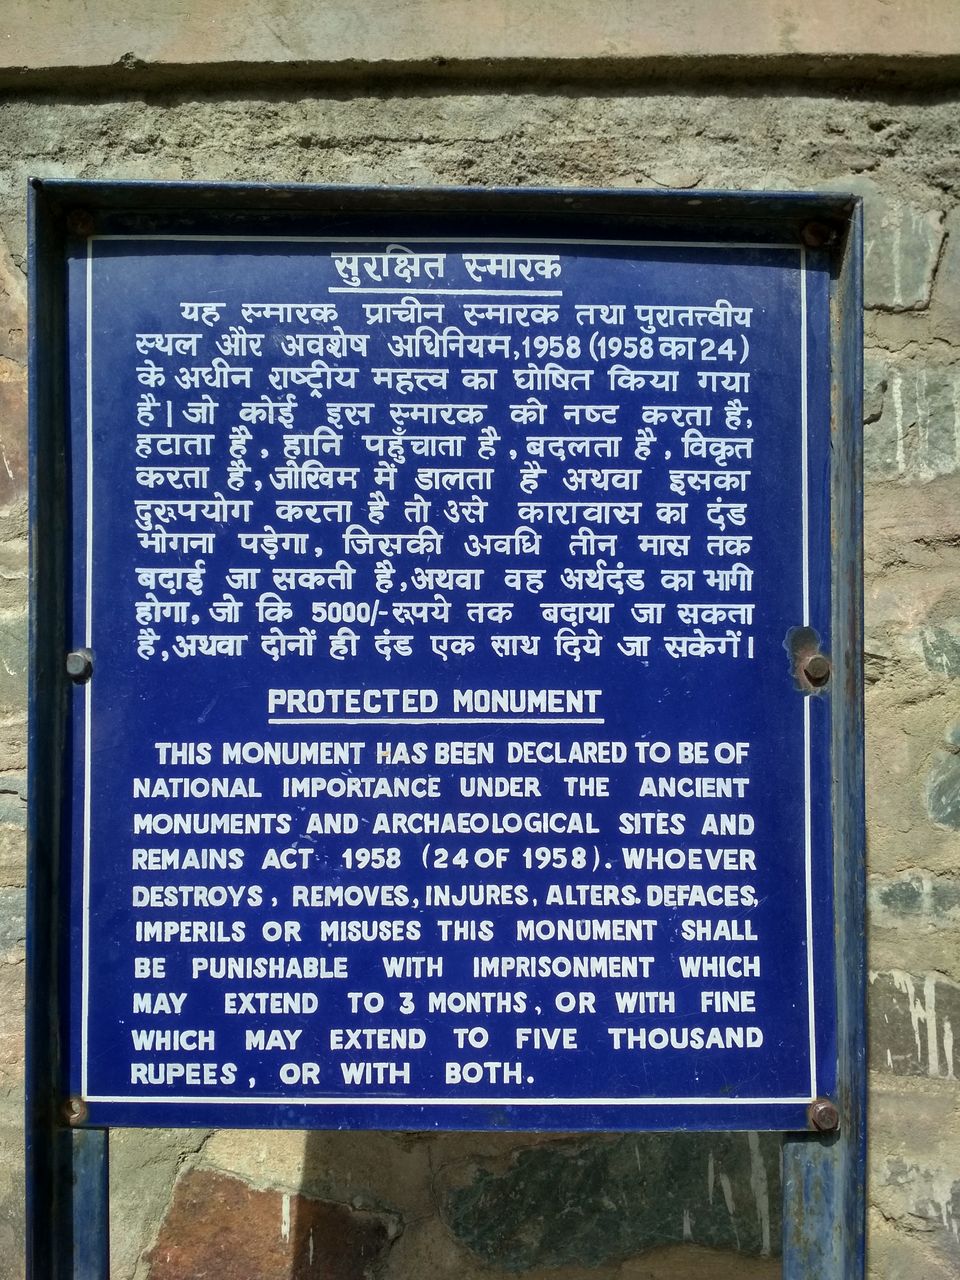 सुरक्षित स्मारक
यह स्मारक प्राचीन स्मारक तथा पुरातत्त्वीय
स्थल और अवशेष अधिनियम,1958 (1958 का 24)
के अधीन राष्ट्रीय महत्त्व का घोषित किया गया
है। जो कोई इस स्मारक को नष्ट करता है,
हटाता है, हानि पहुँचाता है, बदलता है, विकृत
करता है, जोखिम में डालता है अथवा इसका
दुरूपयोग करता है तो उसे कारावास का दंड
भोगना पड़ेगा, जिसकी अवधि तीन मास तक
बढ़ाई जा सकती है,अथवा वह अर्थदंड का भागी
होगा, जो कि 5000/-रूपये तक बढ़ाया जा सकता
है,अथवा दोनों ही दंड एक साथ दिये जा सकेगें।
PROTECTED MONUMENT
THIS MONUMENT HAS BEEN DECLARED TO BE OF
NATIONAL IMPORTANCE UNDER THE ANCIENT
MONUMENTS AND ARCHAEOLOGICAL SITES AND
REMAINS ACT 1958 (24 OF 1958). WHOEVER
DESTROYS, REMOVES, INJURES, ALTERS. DEFACES,
IMPERILS OR MISUSES THIS MONUMENT SHALL
BE PUNISHABLE WITH IMPRISONMENT WHICH
MAY EXTEND TO 3 MONTHS, OR WITH FINE
WHICH MAY EXTEND TO FIVE THOUSAND
RUPEES, OR WITH BOTH.